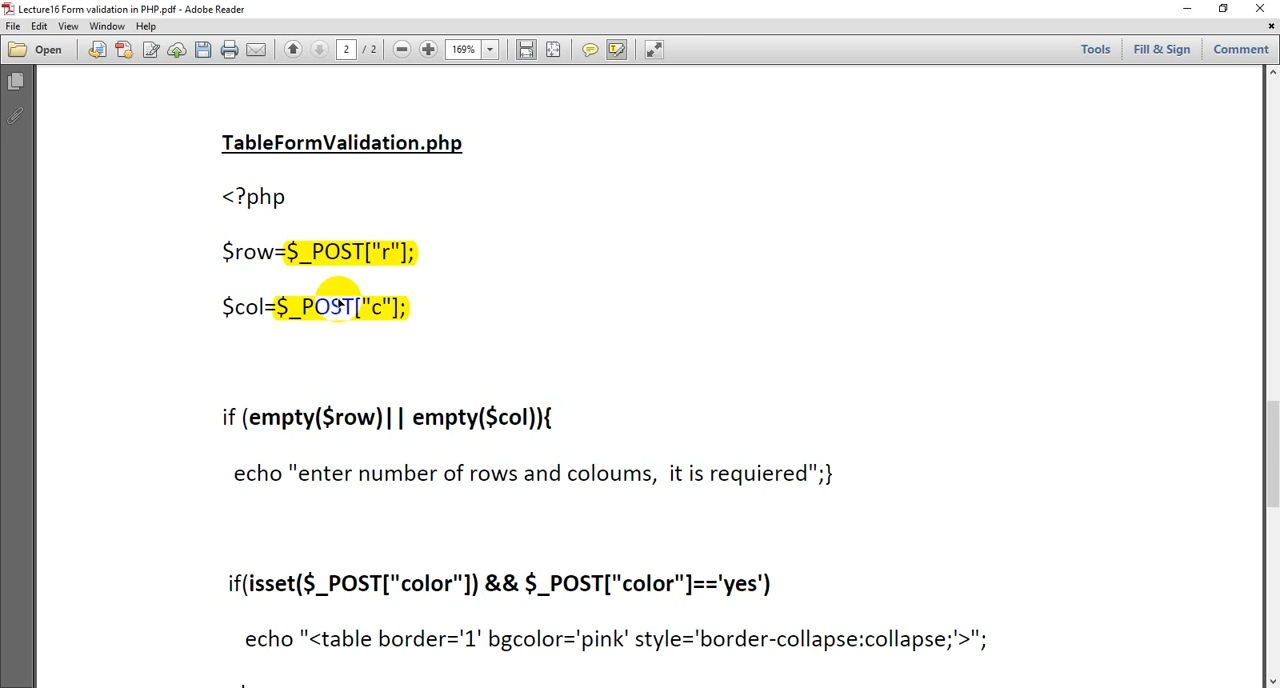 Lecture16 Form validation in PHP.pdf - Adobe Reader
File Edit View Window Help
Open 2 / 2 169% Tools Fill & Sign Comment
TableFormValidation.php
<?php
$row=$_POST["r"];
$col=$_POST["c"];
if (empty($row)|| empty($col)){
echo "enter number of rows and coloums, it is requiered";}
if(isset($_POST["color"]) && $_POST["color"]=='yes')
echo "<table border='1' bgcolor='pink' style='border-collapse:collapse;'>";